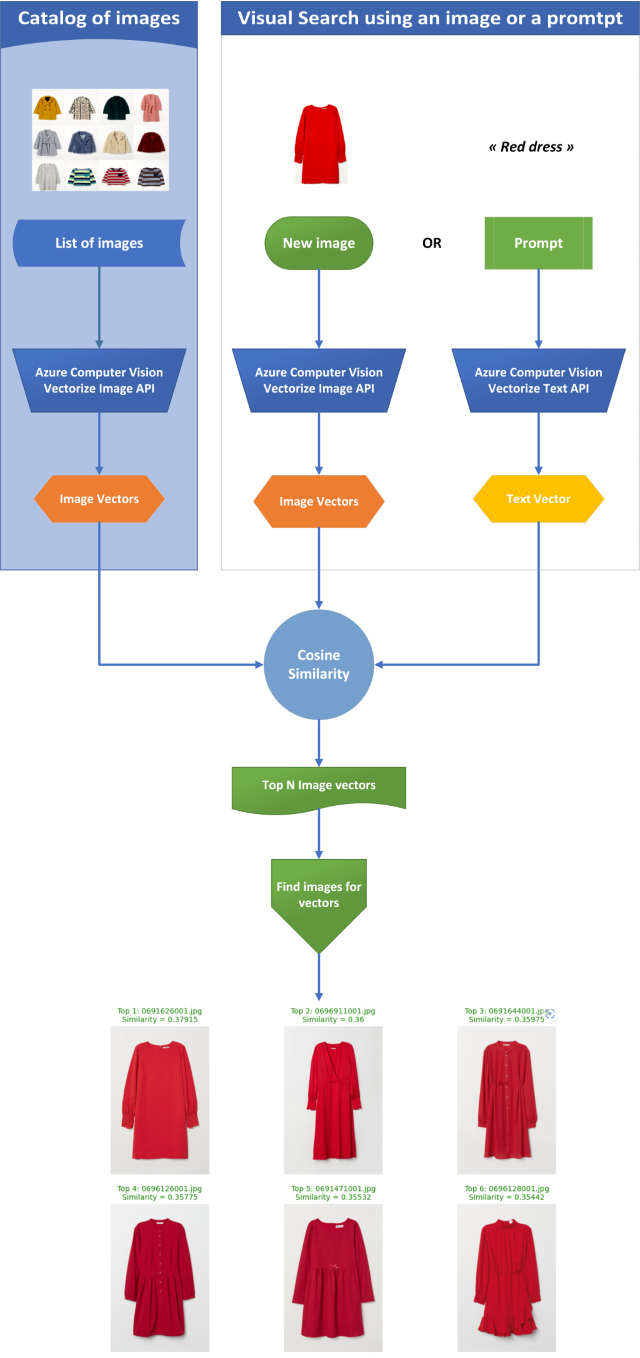 Catalog of images
Visual Search using an image or a promtpt
« Red dress »
List of images
New image
OR
Prompt
Azure Computer Vision
Vectorize Image API
Azure Computer Vision
Vectorize Image API
Azure Computer Vision
Vectorize Text API
Image Vectors
Image Vectors
Text Vector
Cosine
Similarity
Top N Image vectors
Find images for
vectors
Top 1: 0691626001.jpg
Similarity = 0.37915
Top 2: 0696911001.jpg
Similarity = 0.36
Top 3: 0691644001.jp
Similarity = 0.35975
Top 4: 0696126001.jpg
Similarity = 0.35775
Top 5: 0691471001.jpg
Similarity = 0.35532
Top 6: 0696128001.jpg
Similarity = 0.35442